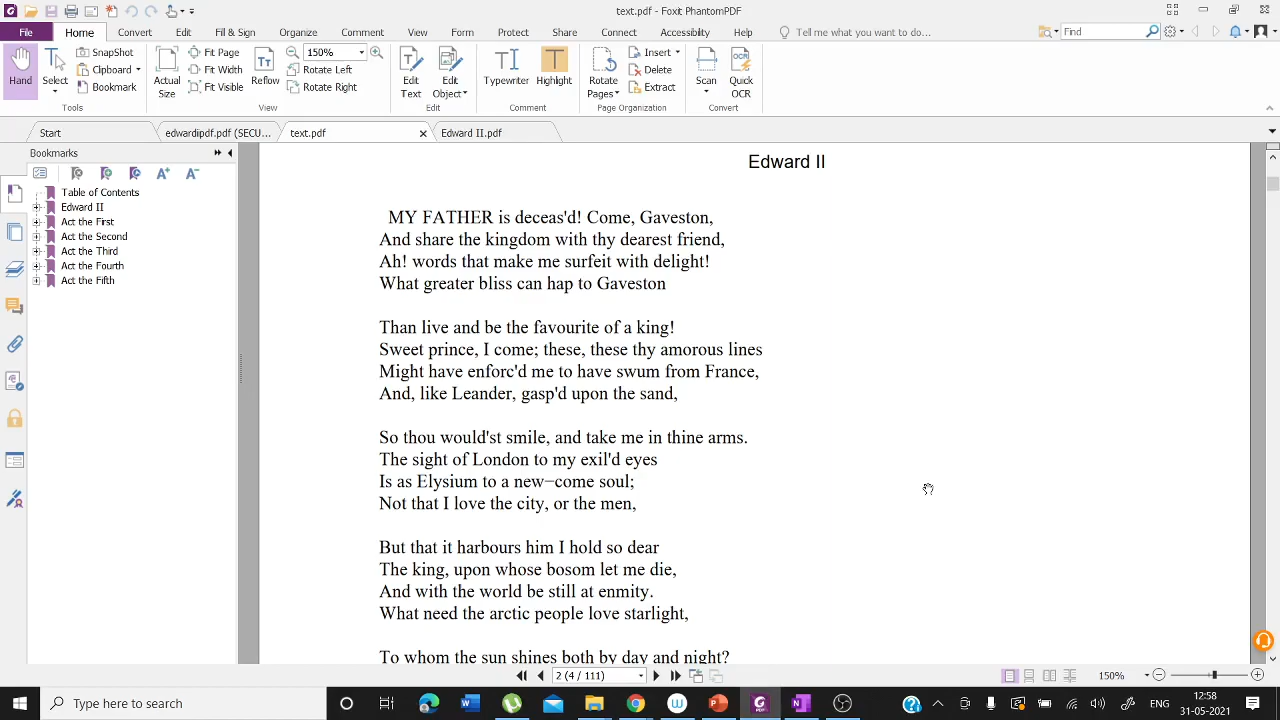 text.pdf - Foxit PhantomPDF
File Home Convert Edit Fill & Sign Organize Comment View Form Protect Share Connect Accessibility Help Tell me what you want to do... Find
Hand Select SnapShot Clipboard Bookmark Actual Size Fit Page Fit Width Fit Visible Reflow 150% Rotate Left Rotate Right Edit Text Edit Object Typewriter Highlight Rotate Pages Insert Delete Extract Scan Quick OCR
Tools View Edit Comment Page Organization Convert
Start edwardipdf.pdf (SECU... text.pdf Edward II.pdf
Bookmarks
Table of Contents
Edward II
Act the First
Act the Second
Act the Third
Act the Fourth
Act the Fifth
Edward II
MY FATHER is deceas'd! Come, Gaveston,
And share the kingdom with thy dearest friend,
Ah! words that make me surfeit with delight!
What greater bliss can hap to Gaveston
Than live and be the favourite of a king!
Sweet prince, I come; these, these thy amorous lines
Might have enforc'd me to have swum from France,
And, like Leander, gasp'd upon the sand,
So thou would'st smile, and take me in thine arms.
The sight of London to my exil'd eyes
Is as Elysium to a new−come soul;
Not that I love the city, or the men,
But that it harbours him I hold so dear
The king, upon whose bosom let me die,
And with the world be still at enmity.
What need the arctic people love starlight,
To whom the sun shines both by day and night?
2 (4 / 111) 150%
Type here to search
ENG 12:58
31-05-2021